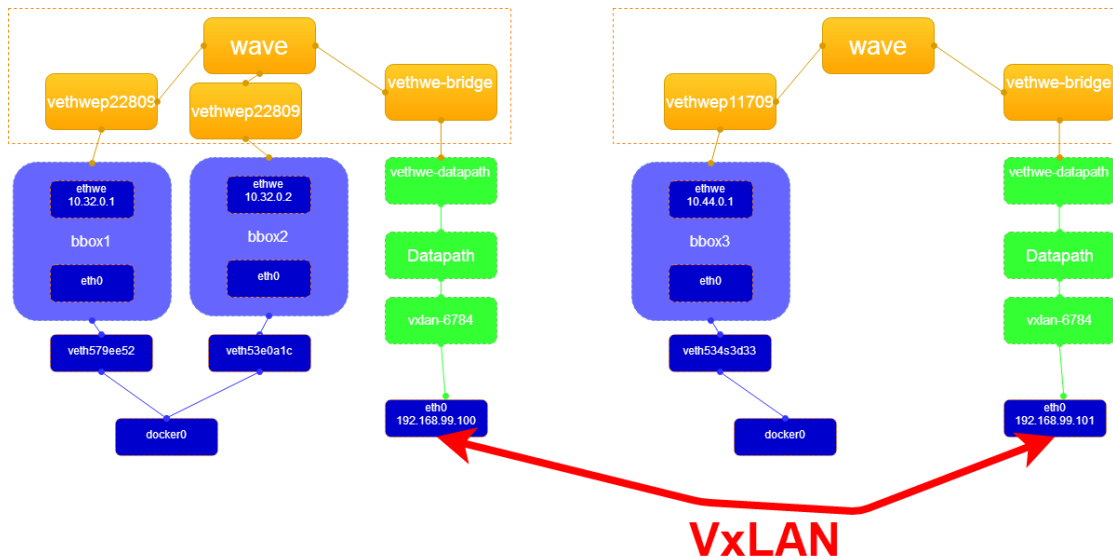 wave
vethwep22809
vethwep22809
vethwe-bridge
vethwe-datapath
ethwe
10.32.0.1
bbox1
eth0
ethwe
10.32.0.2
bbox2
eth0
Datapath
vxlan-6784
veth579ee52
veth53e0a1c
docker0
eth0
192.168.99.100
wave
vethwep11709
vethwe-bridge
vethwe-datapath
ethwe
10.44.0.1
bbox3
eth0
Datapath
vxlan-6784
veth534s3d33
docker0
eth0
192.168.99.101
VxLAN